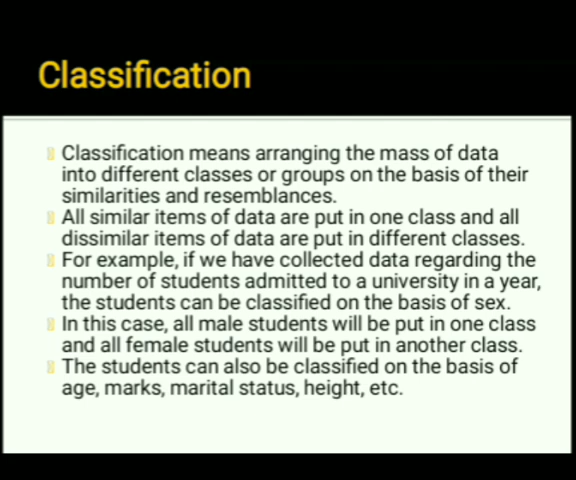 Classification
Classification means arranging the mass of data
into different classes or groups on the basis of their
similarities and resemblances.
All similar items of data are put in one class and all
dissimilar items of data are put in different classes.
For example, if we have collected data regarding the
number of students admitted to a university in a year,
the students can be classified on the basis of sex.
In this case, all male students will be put in one class
and all female students will be put in another class.
The students can also be classified on the basis of
age, marks, marital status, height, etc.